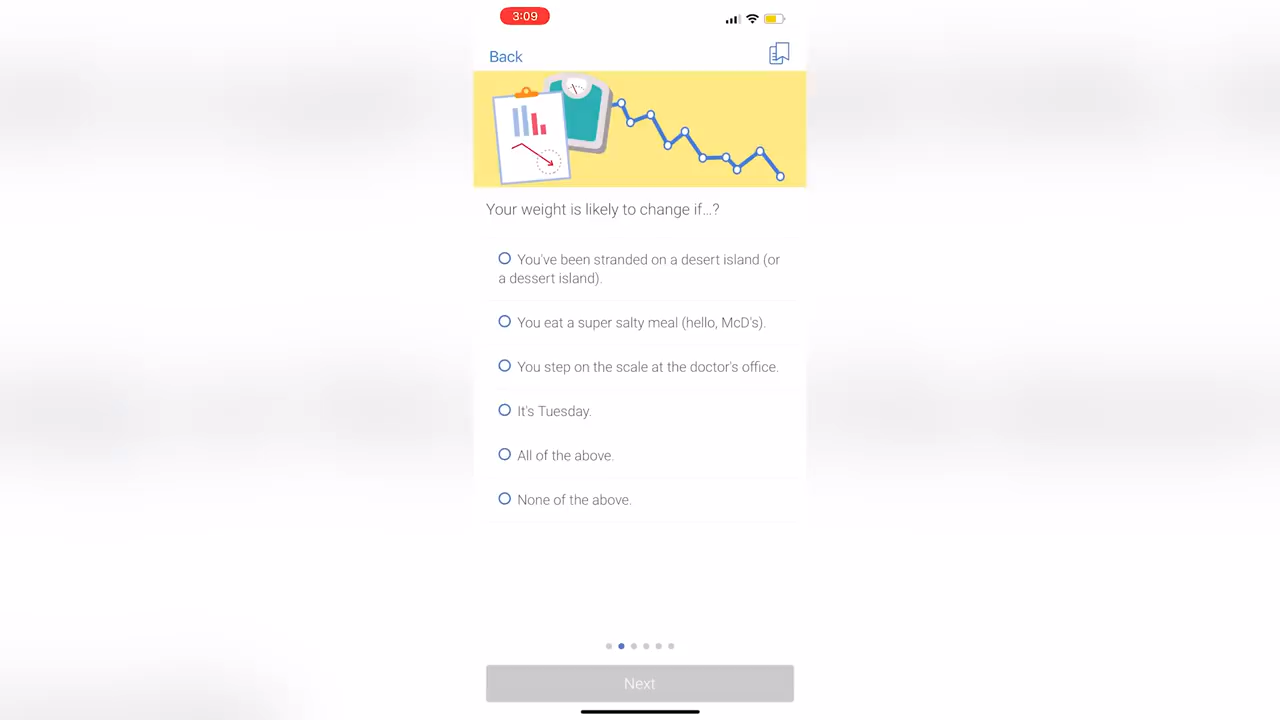 3:09
Back
Your weight is likely to change if...?
You've been stranded on a desert island (or
a dessert island).
You eat a super salty meal (hello, McD's).
You step on the scale at the doctor's office.
It's Tuesday.
All of the above.
None of the above.
Next